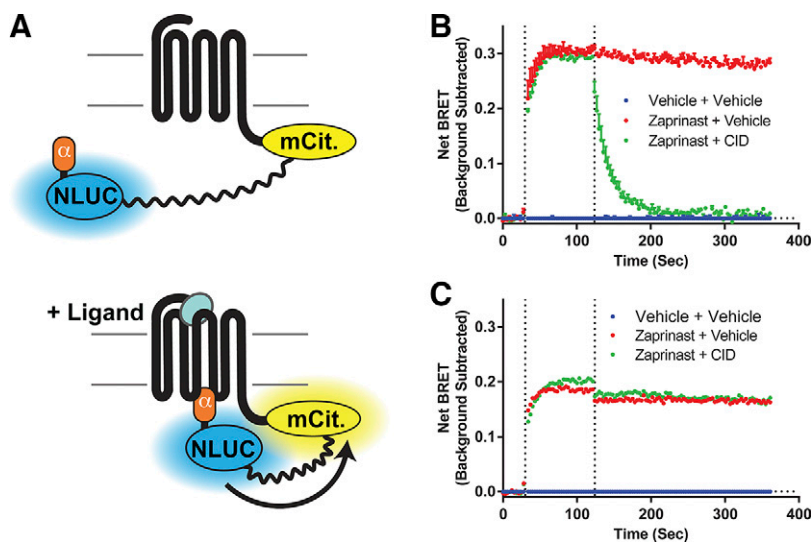 A
α
NLUC
mCit.
+ Ligand
α
NLUC
mCit.
B
Net BRET
(Background Subtracted)
0.3
0.2
0.1
0.0
Vehicle + Vehicle
Zaprinast + Vehicle
Zaprinast + CID
0 100 200 300 400
Time (Sec)
C
Net BRET
(Background Subtracted)
0.3
0.2
0.1
0.0
Vehicle + Vehicle
Zaprinast + Vehicle
Zaprinast + CID
0 100 200 300 400
Time (Sec)